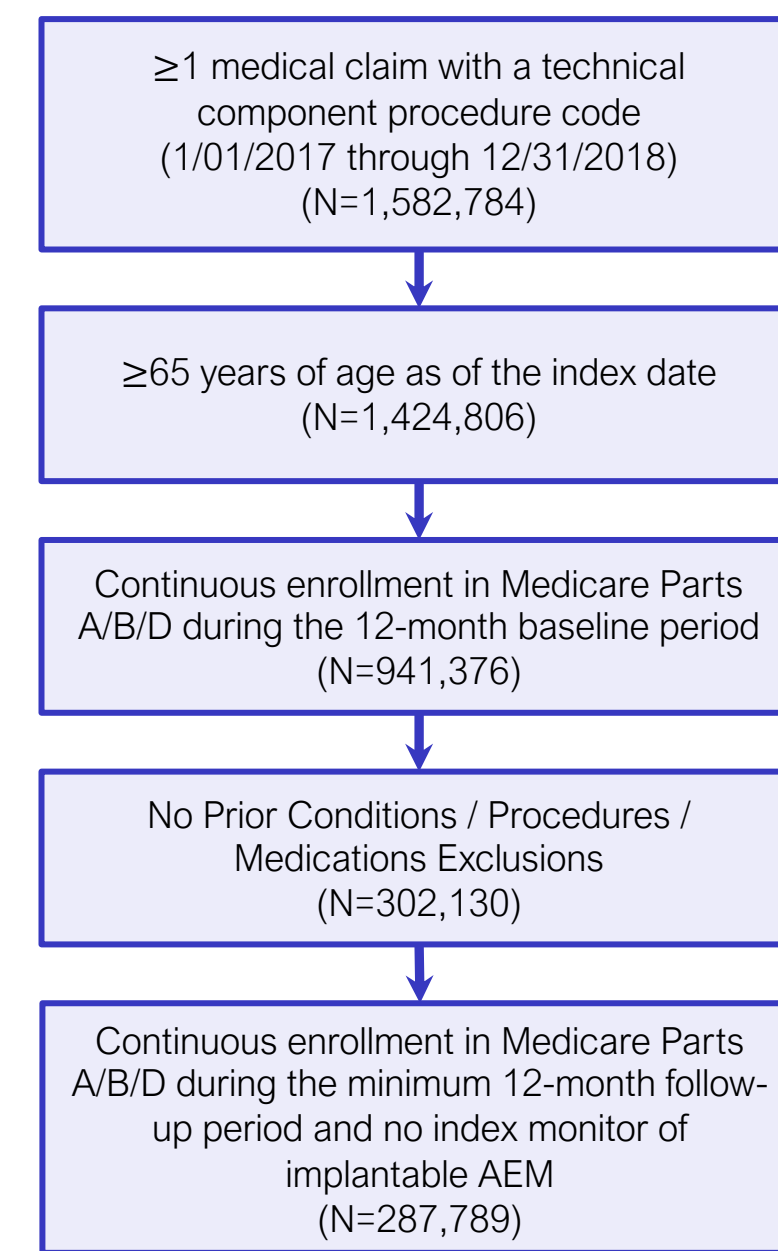 ≥1 medical claim with a technical
component procedure code
(1/01/2017 through 12/31/2018)
(N=1,582,784)
≥65 years of age as of the index date
(N=1,424,806)
Continuous enrollment in Medicare Parts
A/B/D during the 12-month baseline period
(N=941,376)
No Prior Conditions / Procedures /
Medications Exclusions
(N=302,130)
Continuous enrollment in Medicare Parts
A/B/D during the minimum 12-month follow-
up period and no index monitor of
implantable AEM
(N=287,789)